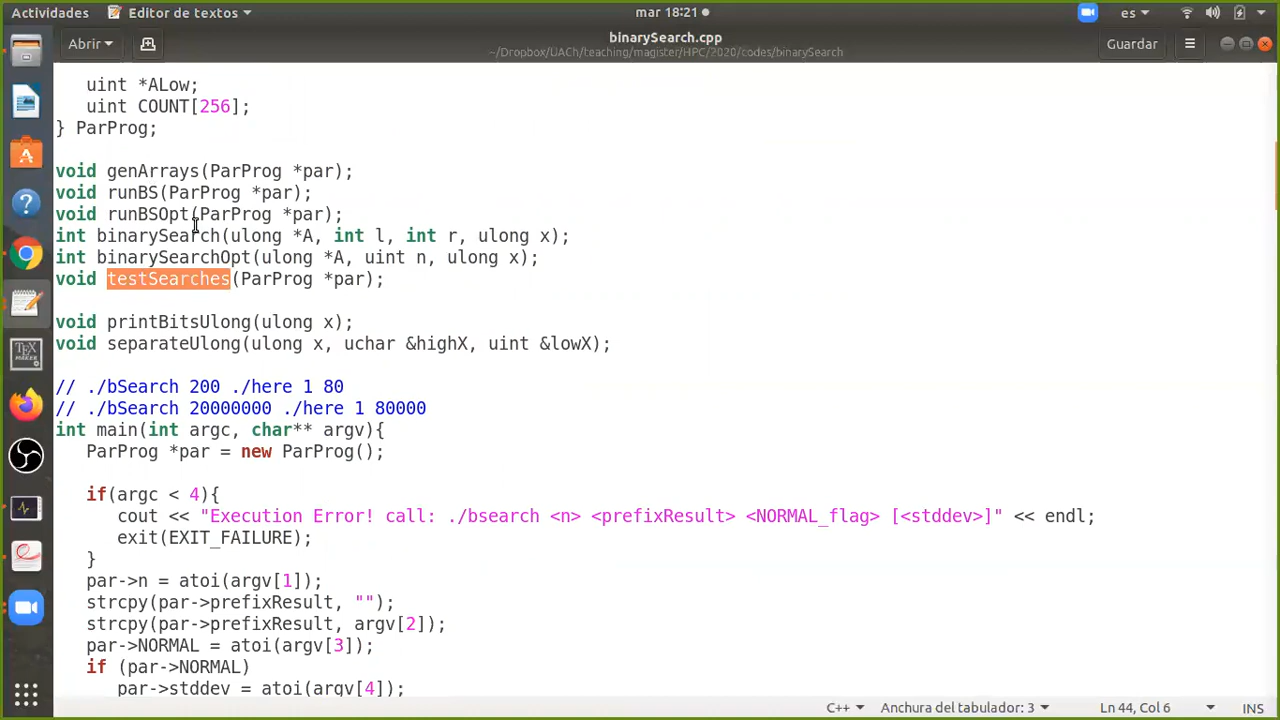 Actividades
Editor de textos
mar 18:21
es
Abrir
binarySearch.cpp
~/Dropbox/UACh/teaching/magister/HPC/2020/codes/binarySearch
Guardar
uint *ALow;
uint COUNT[256];
} ParProg;
void genArrays(ParProg *par);
void runBS(ParProg *par);
void runBSOpt(ParProg *par);
int binarySearch(ulong *A, int l, int r, ulong x);
int binarySearchOpt(ulong *A, uint n, ulong x);
void testSearches(ParProg *par);
void printBitsUlong(ulong x);
void separateUlong(ulong x, uchar &highX, uint &lowX);
// ./bSearch 200 ./here 1 80
// ./bSearch 20000000 ./here 1 80000
int main(int argc, char** argv){
ParProg *par = new ParProg();
if(argc < 4){
cout << "Execution Error! call: ./bsearch <n> <prefixResult> <NORMAL_flag> [<stddev>]" << endl;
exit(EXIT_FAILURE);
}
par->n = atoi(argv[1]);
strcpy(par->prefixResult, "");
strcpy(par->prefixResult, argv[2]);
par->NORMAL = atoi(argv[3]);
if (par->NORMAL)
par->stddev = atoi(argv[4]);
C++
Anchura del tabulador: 3
Ln 44, Col 6
INS